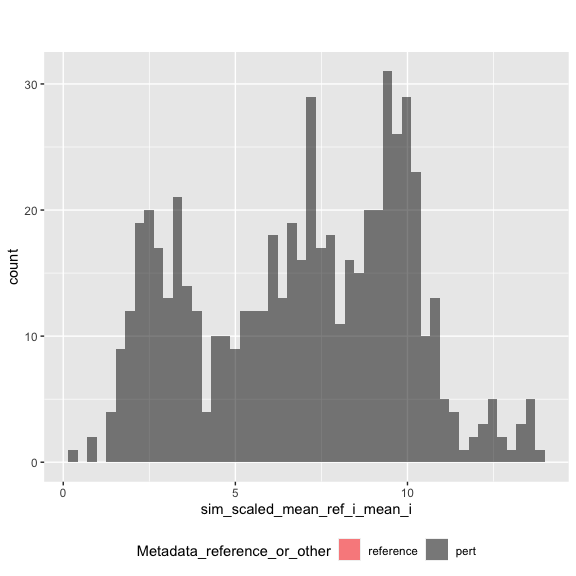 30
20
10
0
count
0 5 10
sim_scaled_mean_ref_i_mean_i
Metadata_reference_or_other reference pert